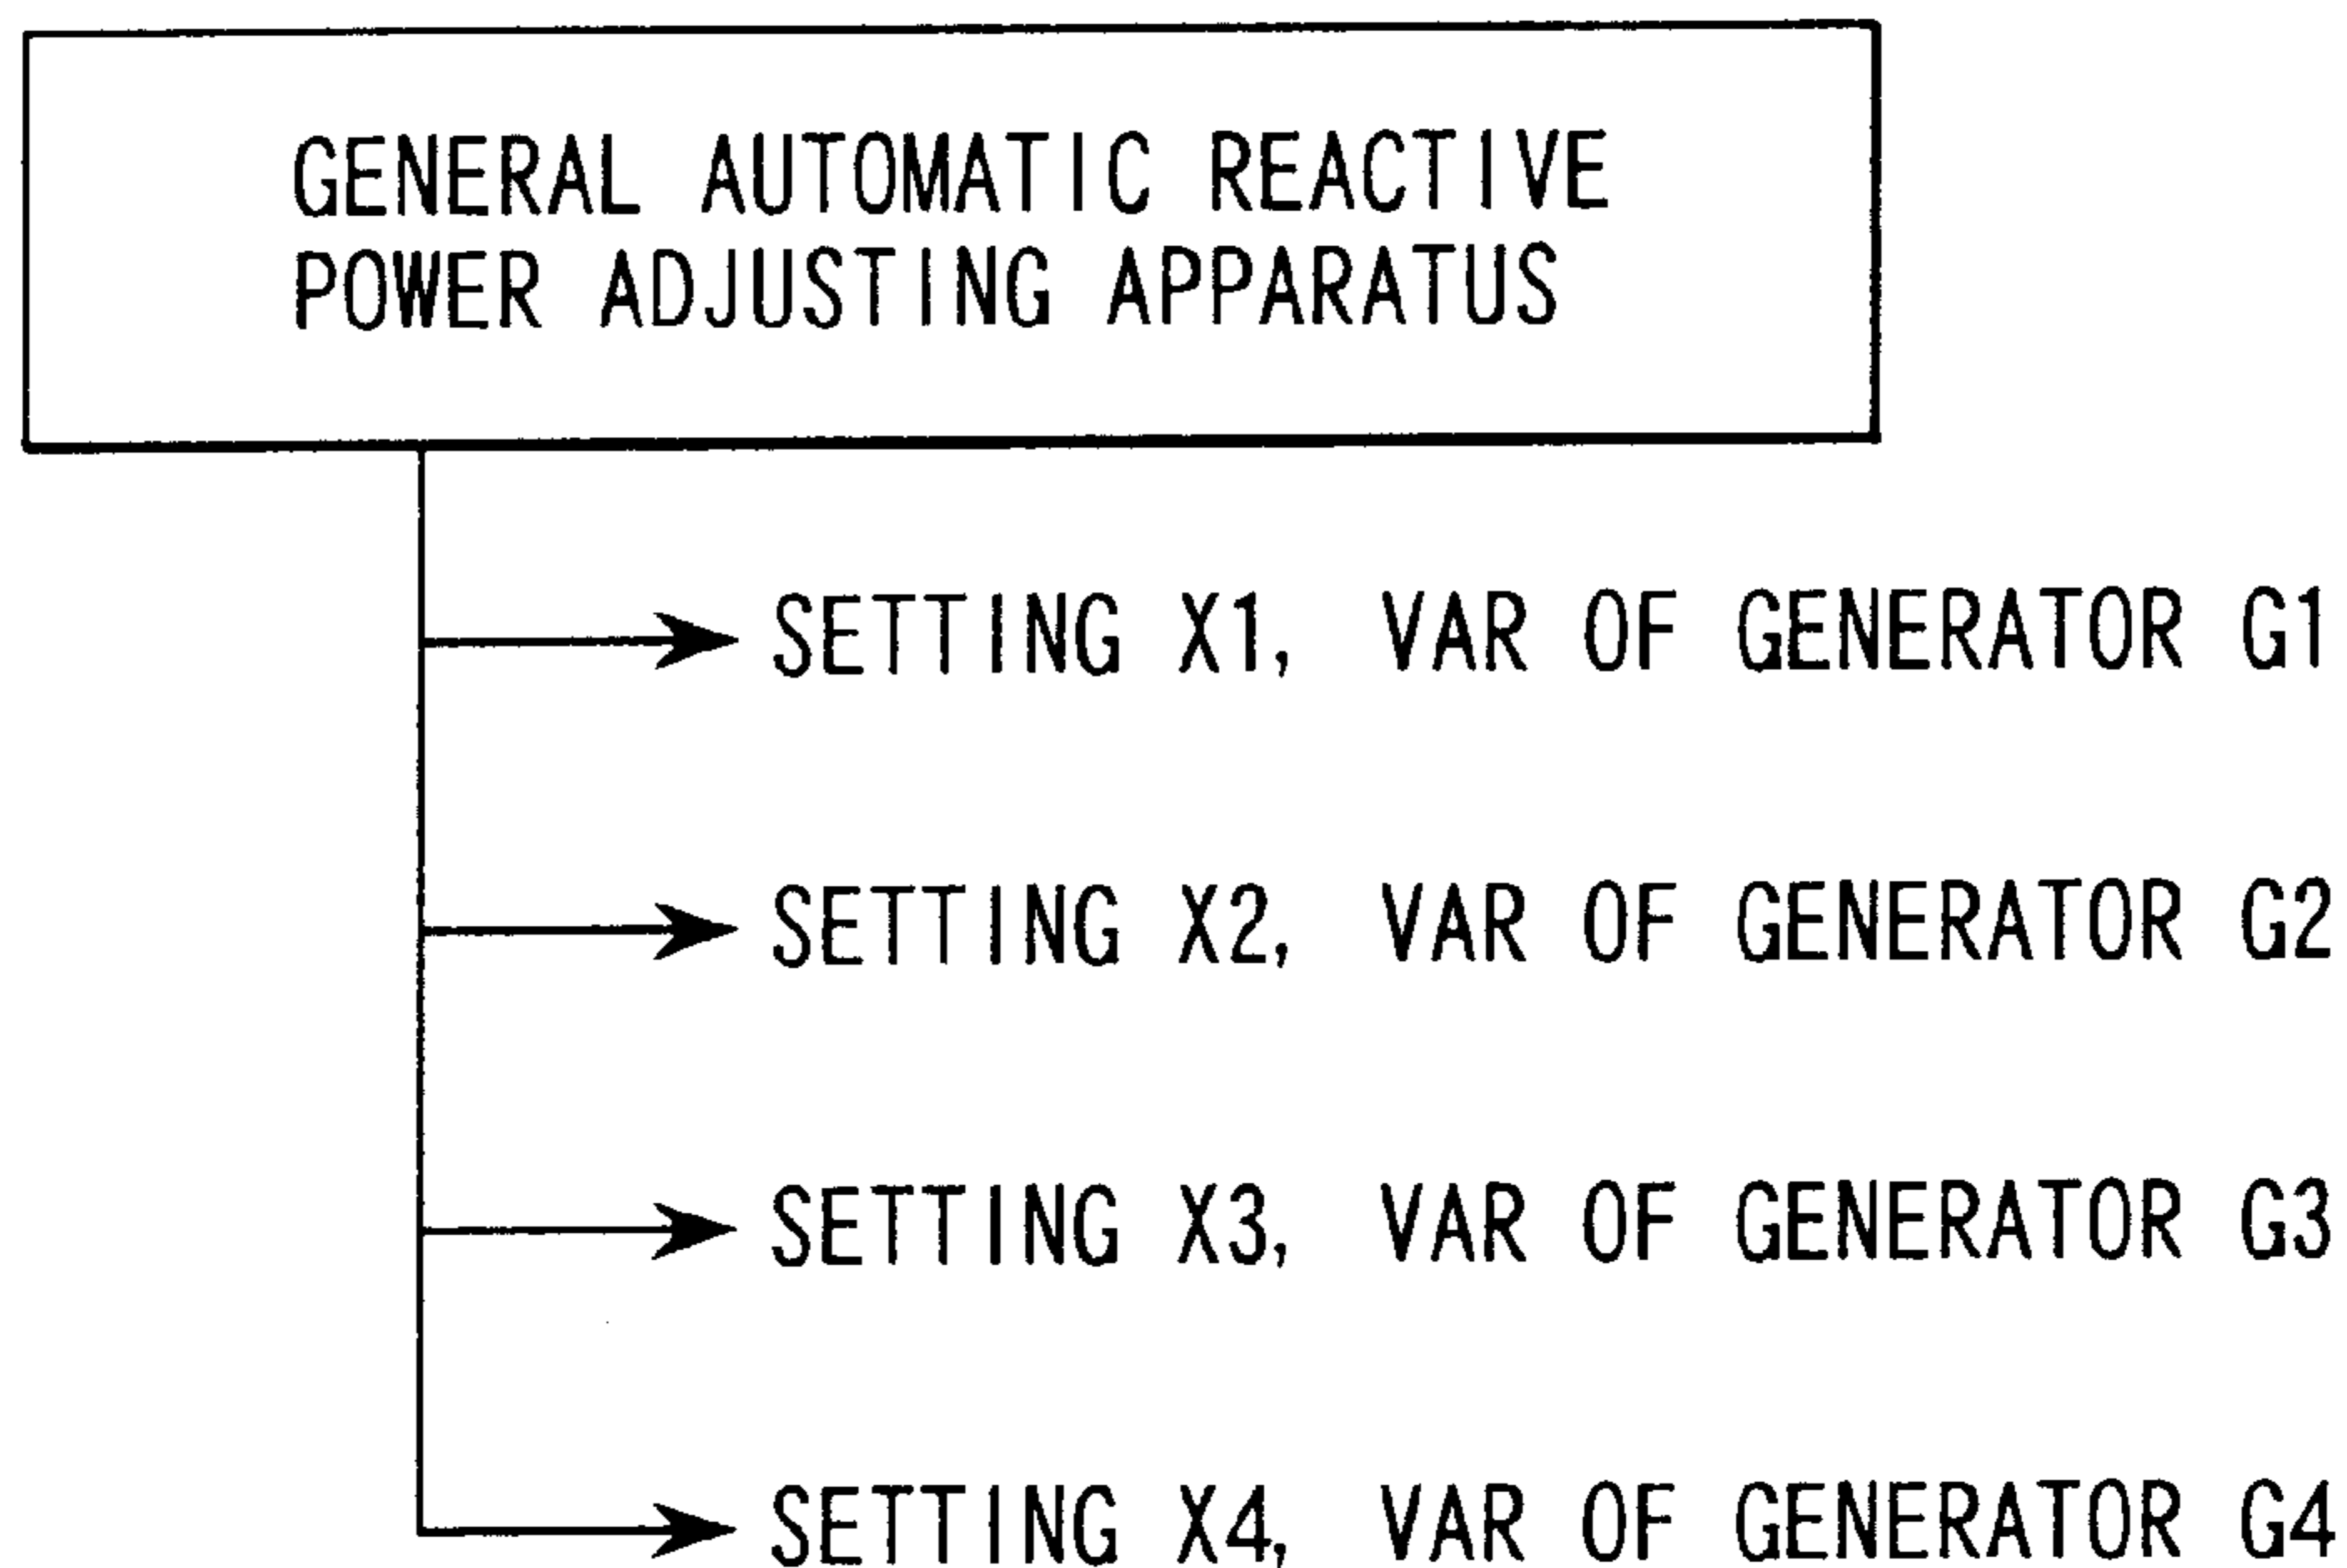 GENERAL AUTOMATIC REACTIVE
POWER ADJUSTING APPARATUS
SETTING X1, VAR OF GENERATOR G1
SETTING X2, VAR OF GENERATOR G2
SETTING X3, VAR OF GENERATOR G3
SETTING X4, VAR OF GENERATOR G4